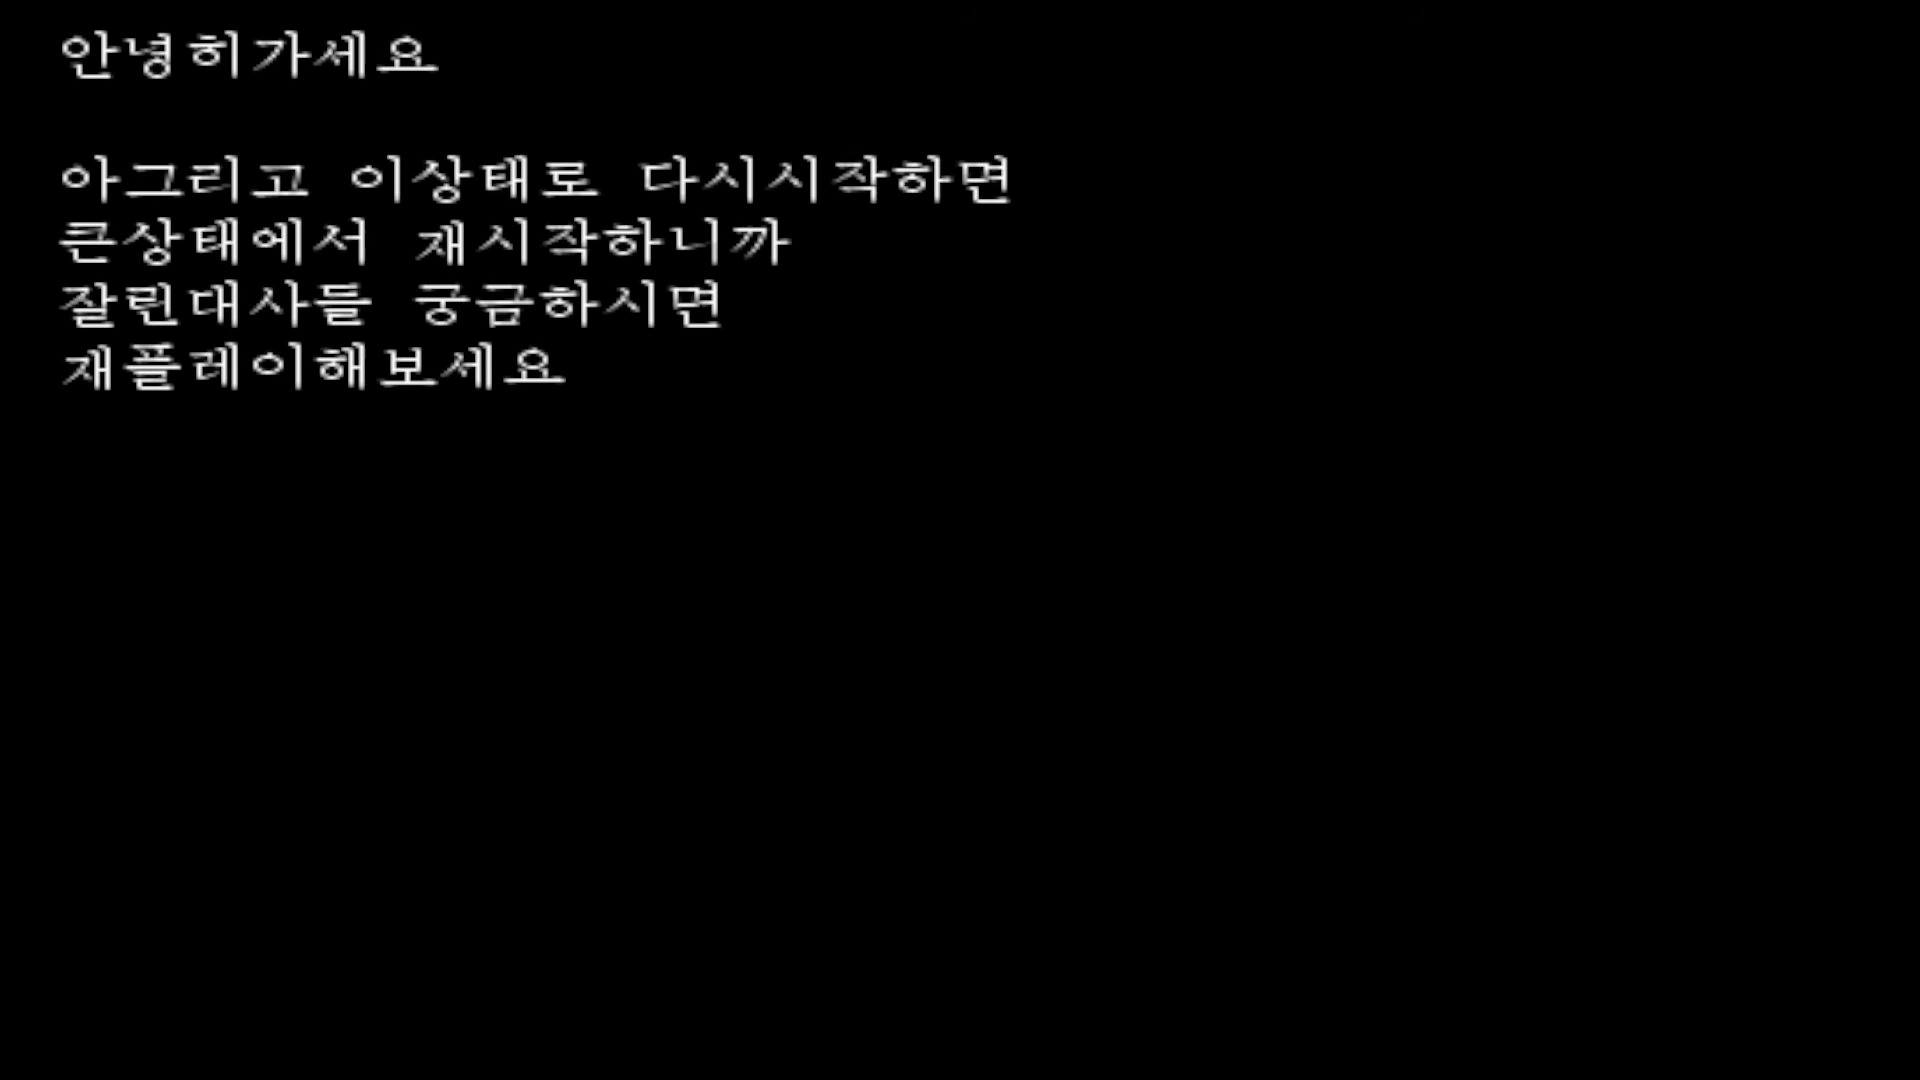 안녕히가세요
아그리고 이상태로 다시시작하면
큰상태에서 재시작하니까
잘린대사들 궁금하시면
재플레이해보세요